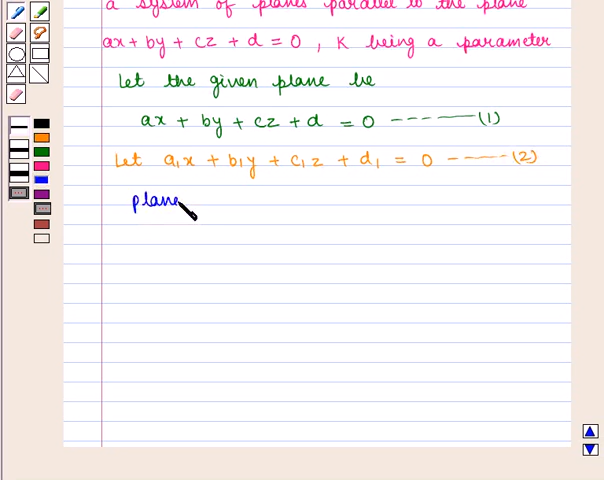 a system of planes parallel to the plane
ax + by + cz + d = 0 , K being a parameter
Let the given plane be
ax + by + cz + d = 0 ------ (1)
Let a₁x + b₁y + c₁z + d₁ = 0 ------ (2)
plane